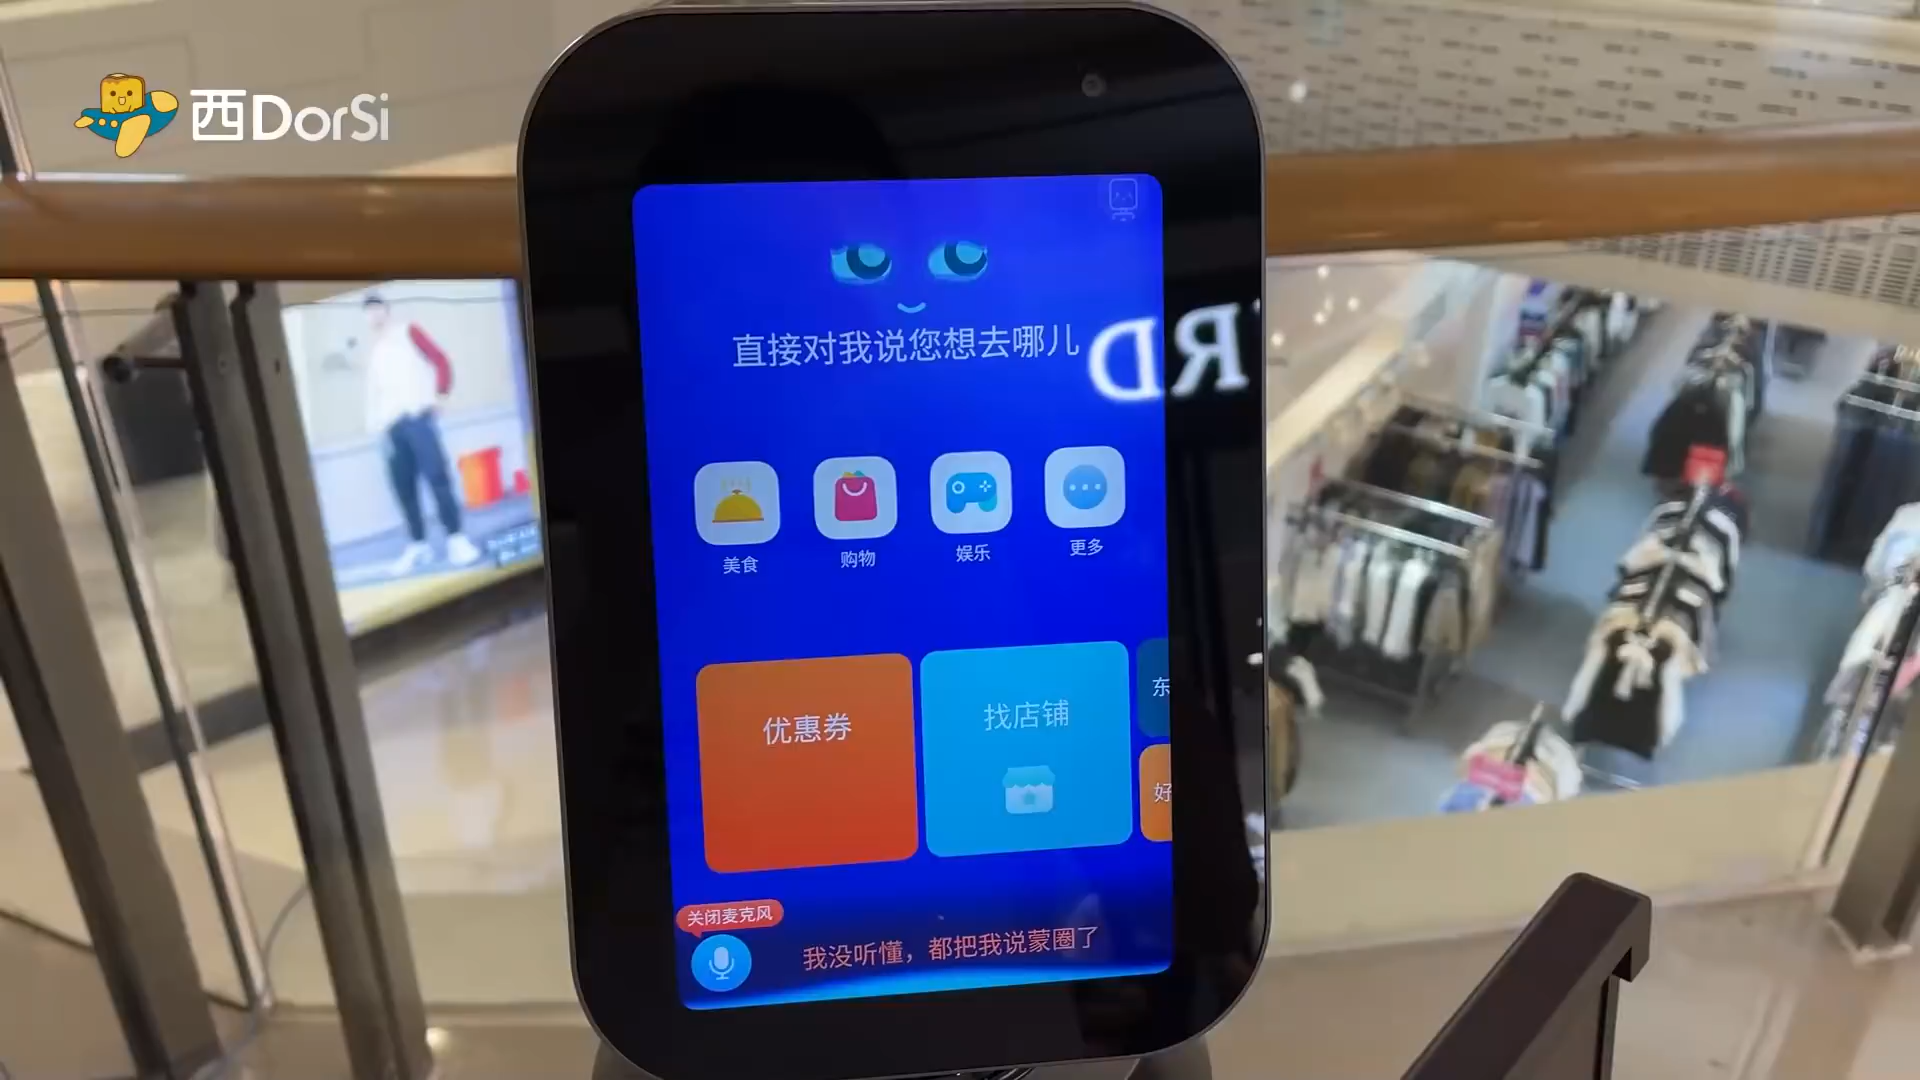 西DorSi
直接对我说您想去哪儿
美食
购物
娱乐
更多
优惠券
找店铺
东
好
关闭麦克风
我没听懂，都把我说蒙圈了